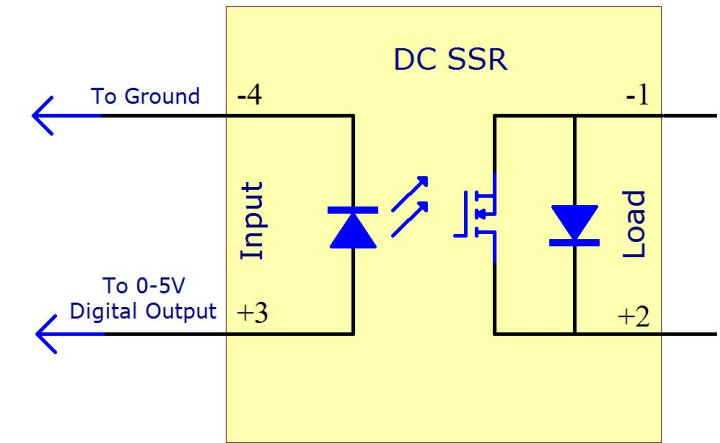 DC SSR
To Ground
-4
-1
Input
Load
To 0-5V
Digital Output
+3
+2